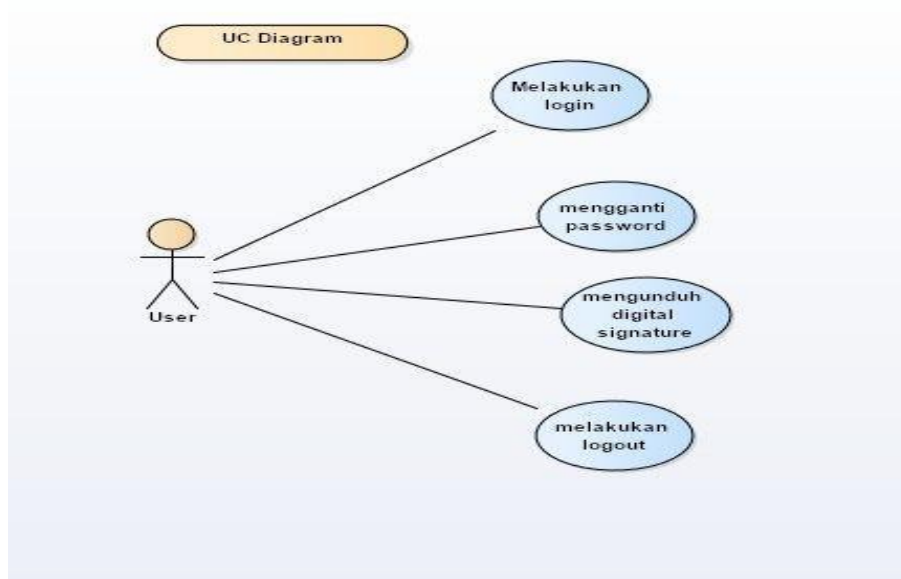 UC Diagram
Melakukan
login
mengganti
password
User
mengunduh
digital
signature
melakukan
logout